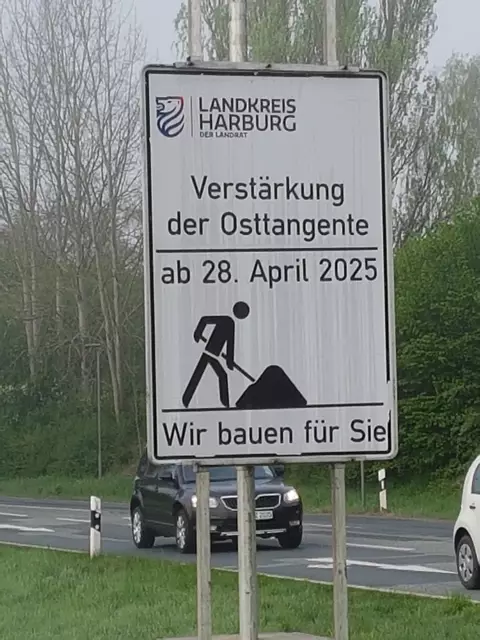 LANDKREIS
HARBURG
DER LANDRAT
Verstärkung
der Osttangente
ab 28. April 2025
Wir bauen für Sie